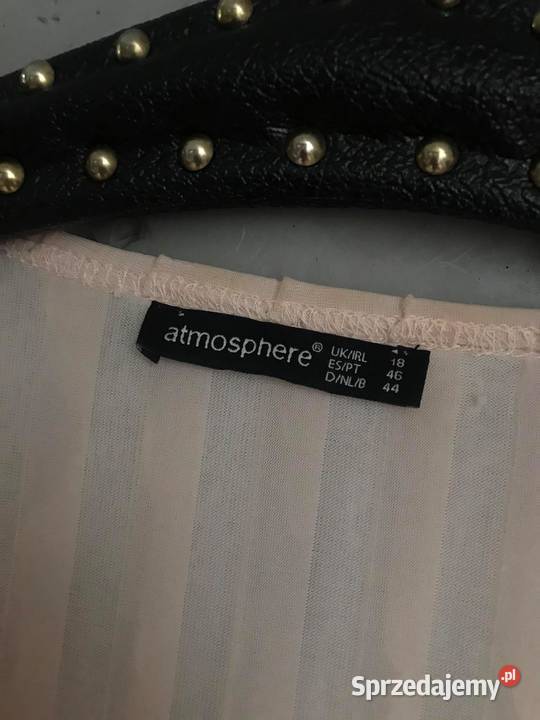 atmosphere®
UK/IRL 18
ES/PT 46
D/NL/B 44
Sprzedajemy.pl